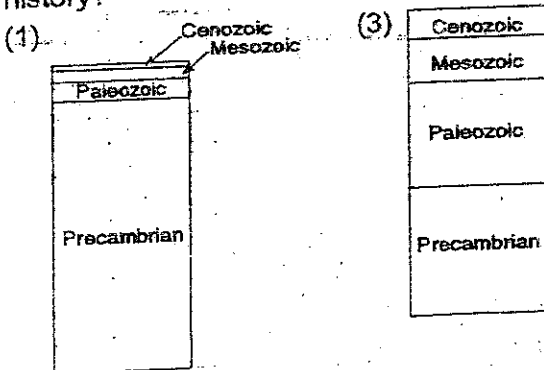 history?
(1)
Cenozoic
Mesozoic
Paleozoic
Precambrian
(3)
Cenozoic
Mesozoic
Paleozoic
Precambrian